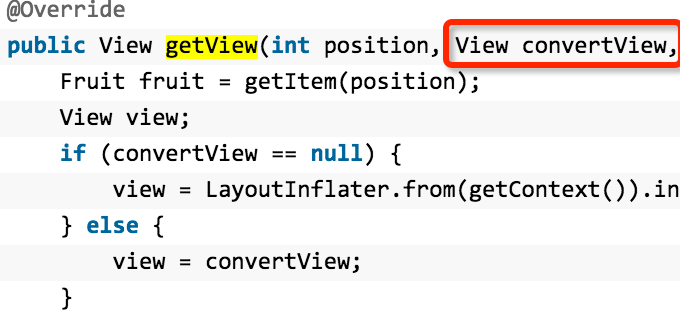 @Override
public View getView(int position, View convertView,
Fruit fruit = getItem(position);
View view;
if (convertView == null) {
view = LayoutInflater.from(getContext()).in
} else {
view = convertView;
}